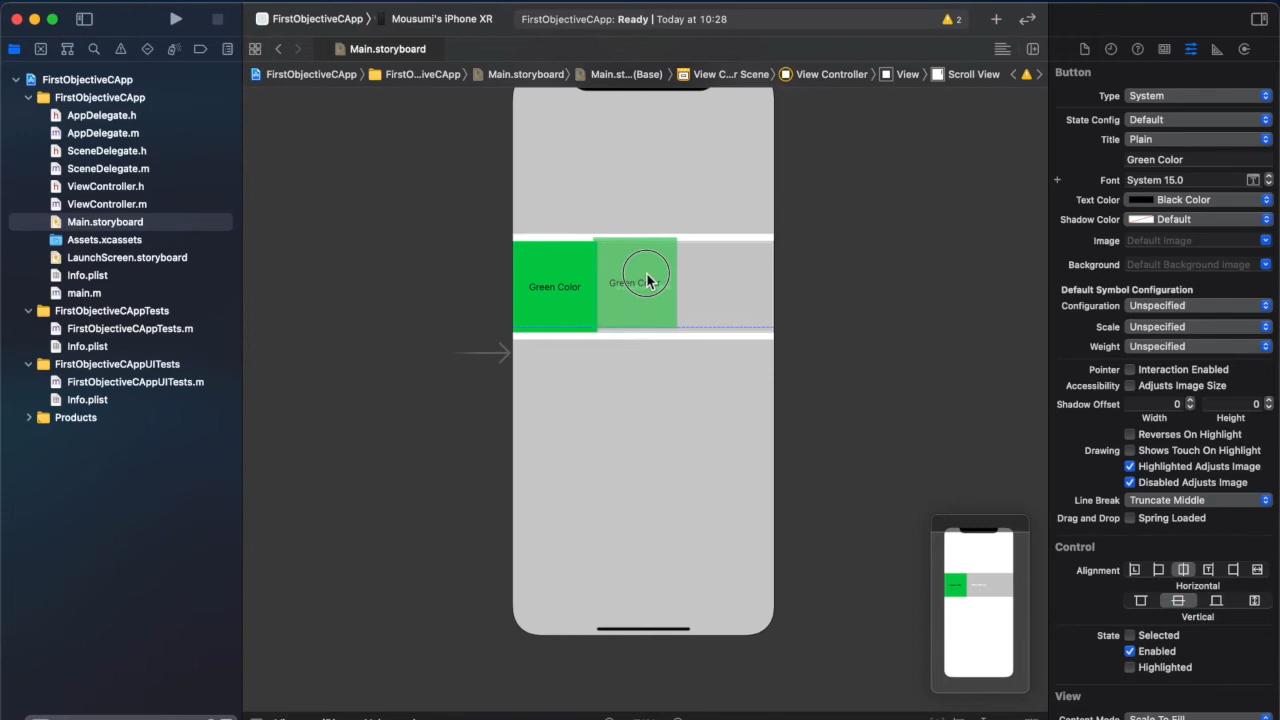 FirstObjectiveCApp
Mousumi's iPhone XR
FirstObjectiveCApp: Ready | Today at 10:28
2
Main.storyboard
FirstObjectiveCApp
FirstO...iveCApp
Main.storyboard
Main.st...(Base)
View C...r Scene
View Controller
View
Scroll View
FirstObjectiveCApp
FirstObjectiveCApp
AppDelegate.h
AppDelegate.m
SceneDelegate.h
SceneDelegate.m
ViewController.h
ViewController.m
Main.storyboard
Assets.xcassets
LaunchScreen.storyboard
Info.plist
main.m
FirstObjectiveCAppTests
FirstObjectiveCAppTests.m
Info.plist
FirstObjectiveCAppUITests
FirstObjectiveCAppUITests.m
Info.plist
Products
Green Color
Green Color
Button
Type System
State Config Default
Title Plain
Green Color
Font System 15.0
Text Color Black Color
Shadow Color Default
Image Default Image
Background Default Background Image
Default Symbol Configuration
Configuration Unspecified
Scale Unspecified
Weight Unspecified
Pointer Interaction Enabled
Accessibility Adjusts Image Size
Shadow Offset 0 0
Width Height
Reverses On Highlight
Drawing Shows Touch On Highlight
Highlighted Adjusts Image
Disabled Adjusts Image
Line Break Truncate Middle
Drag and Drop Spring Loaded
Control
Alignment
Horizontal
Vertical
State Selected
Enabled
Highlighted
View
Content Mode Scale To Fill